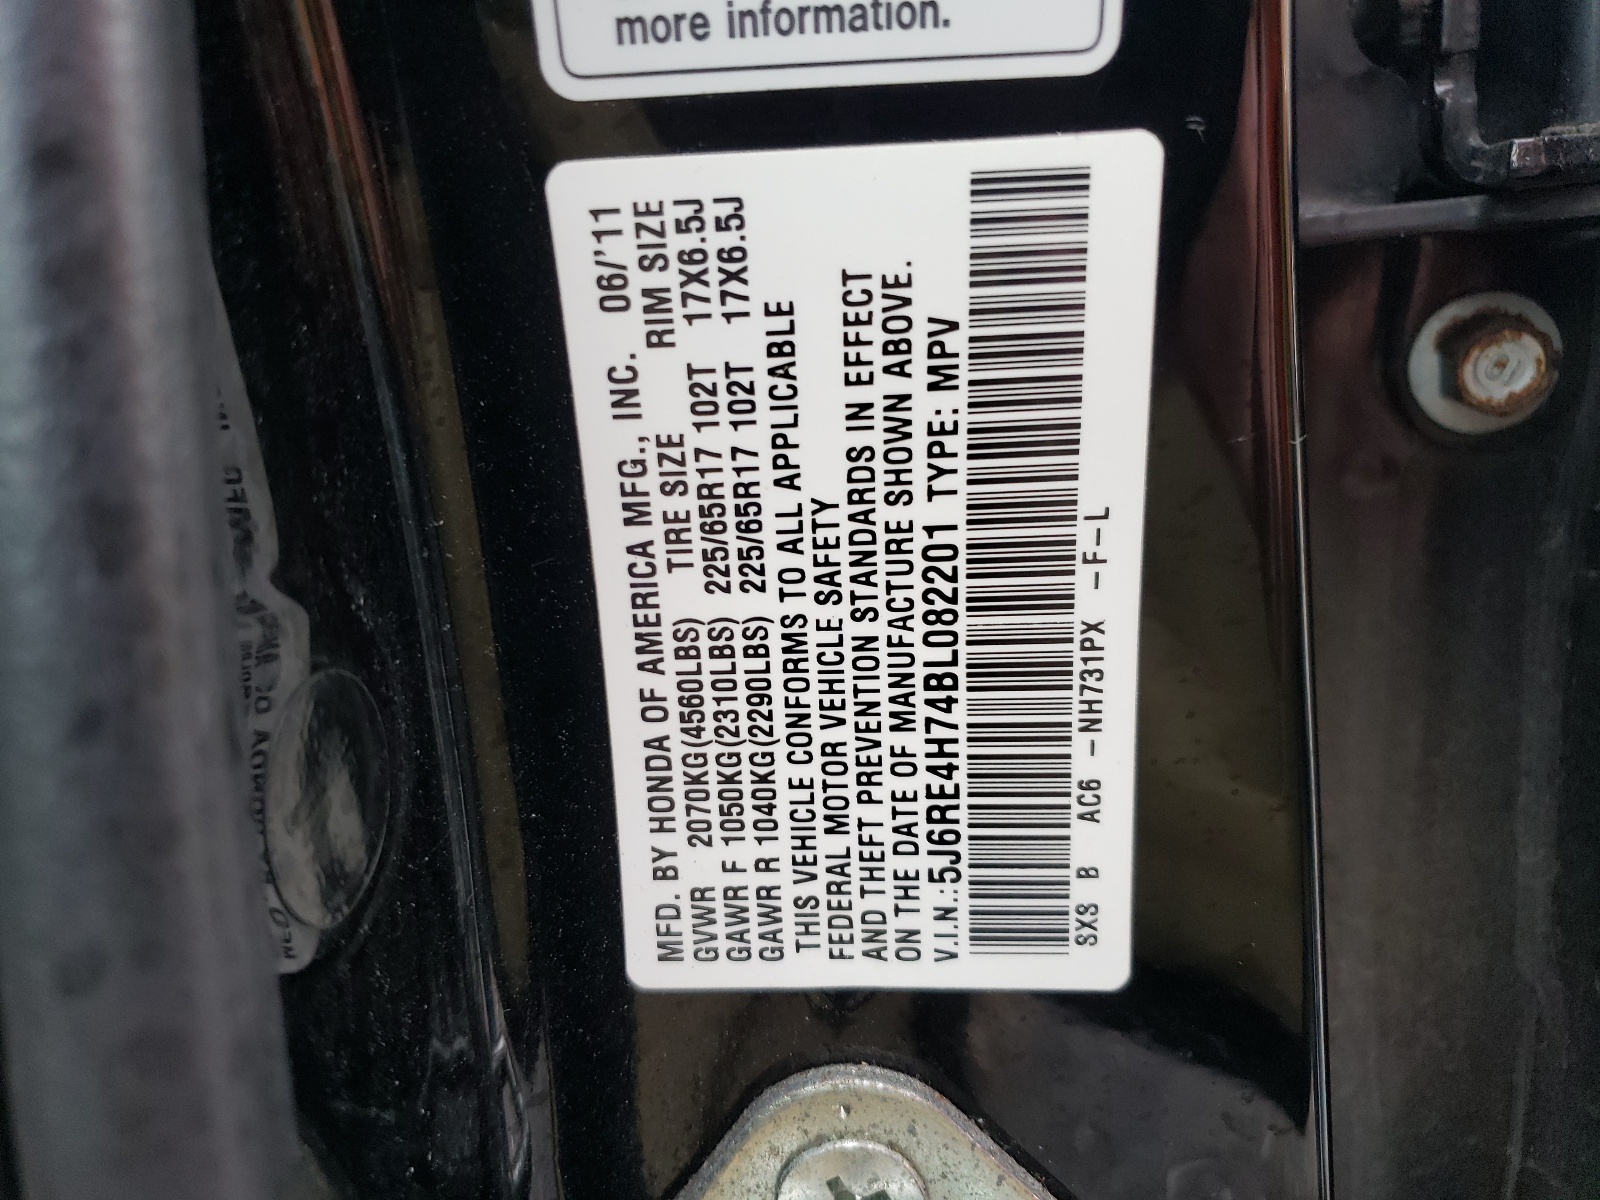 more information.
MFD. BY HONDA OF AMERICA MFG., INC. 06/'11
GVWR 2070KG(4560LBS) TIRE SIZE RIM SIZE
GAWR F 1050KG(2310LBS) 225/65R17 102T 17X6.5J
GAWR R 1040KG(2290LBS) 225/65R17 102T 17X6.5J
THIS VEHICLE CONFORMS TO ALL APPLICABLE
FEDERAL MOTOR VEHICLE SAFETY
AND THEFT PREVENTION STANDARDS IN EFFECT
ON THE DATE OF MANUFACTURE SHOWN ABOVE.
V.I.N.:5J6RE4H74BL082201 TYPE: MPV
SXS B AC6 -NH731PX -F-L